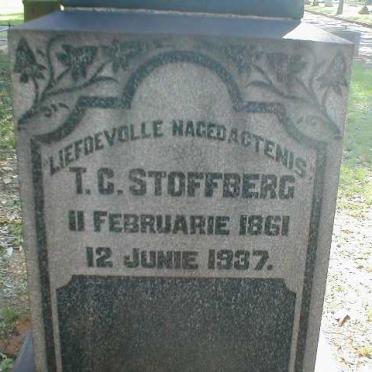 LIEFDEVOLLE NAGEDACTENIS
T. C. STOFFBERG
11 FEBRUARIE 1861
12 JUNIE 1937.